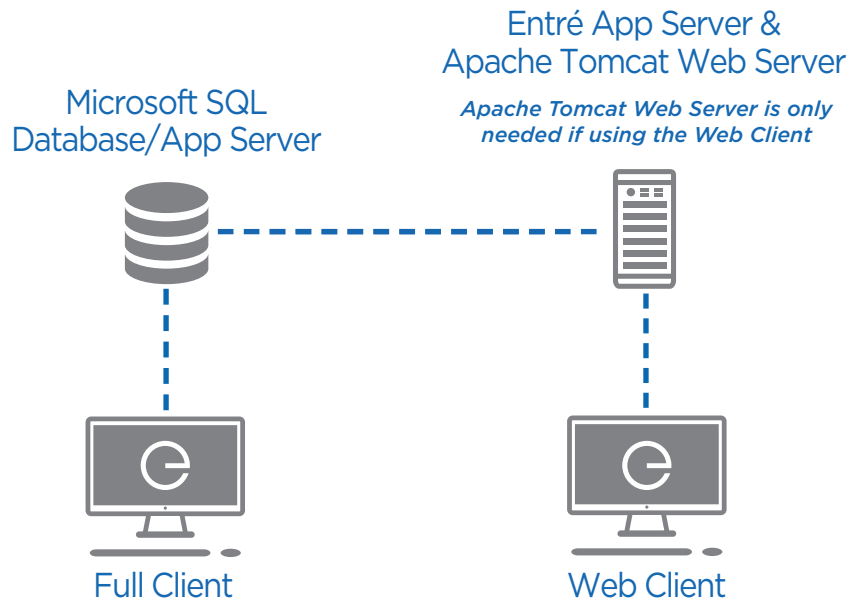 Entré App Server &
Apache Tomcat Web Server
Apache Tomcat Web Server is only
needed if using the Web Client
Microsoft SQL
Database/App Server
Full Client
Web Client